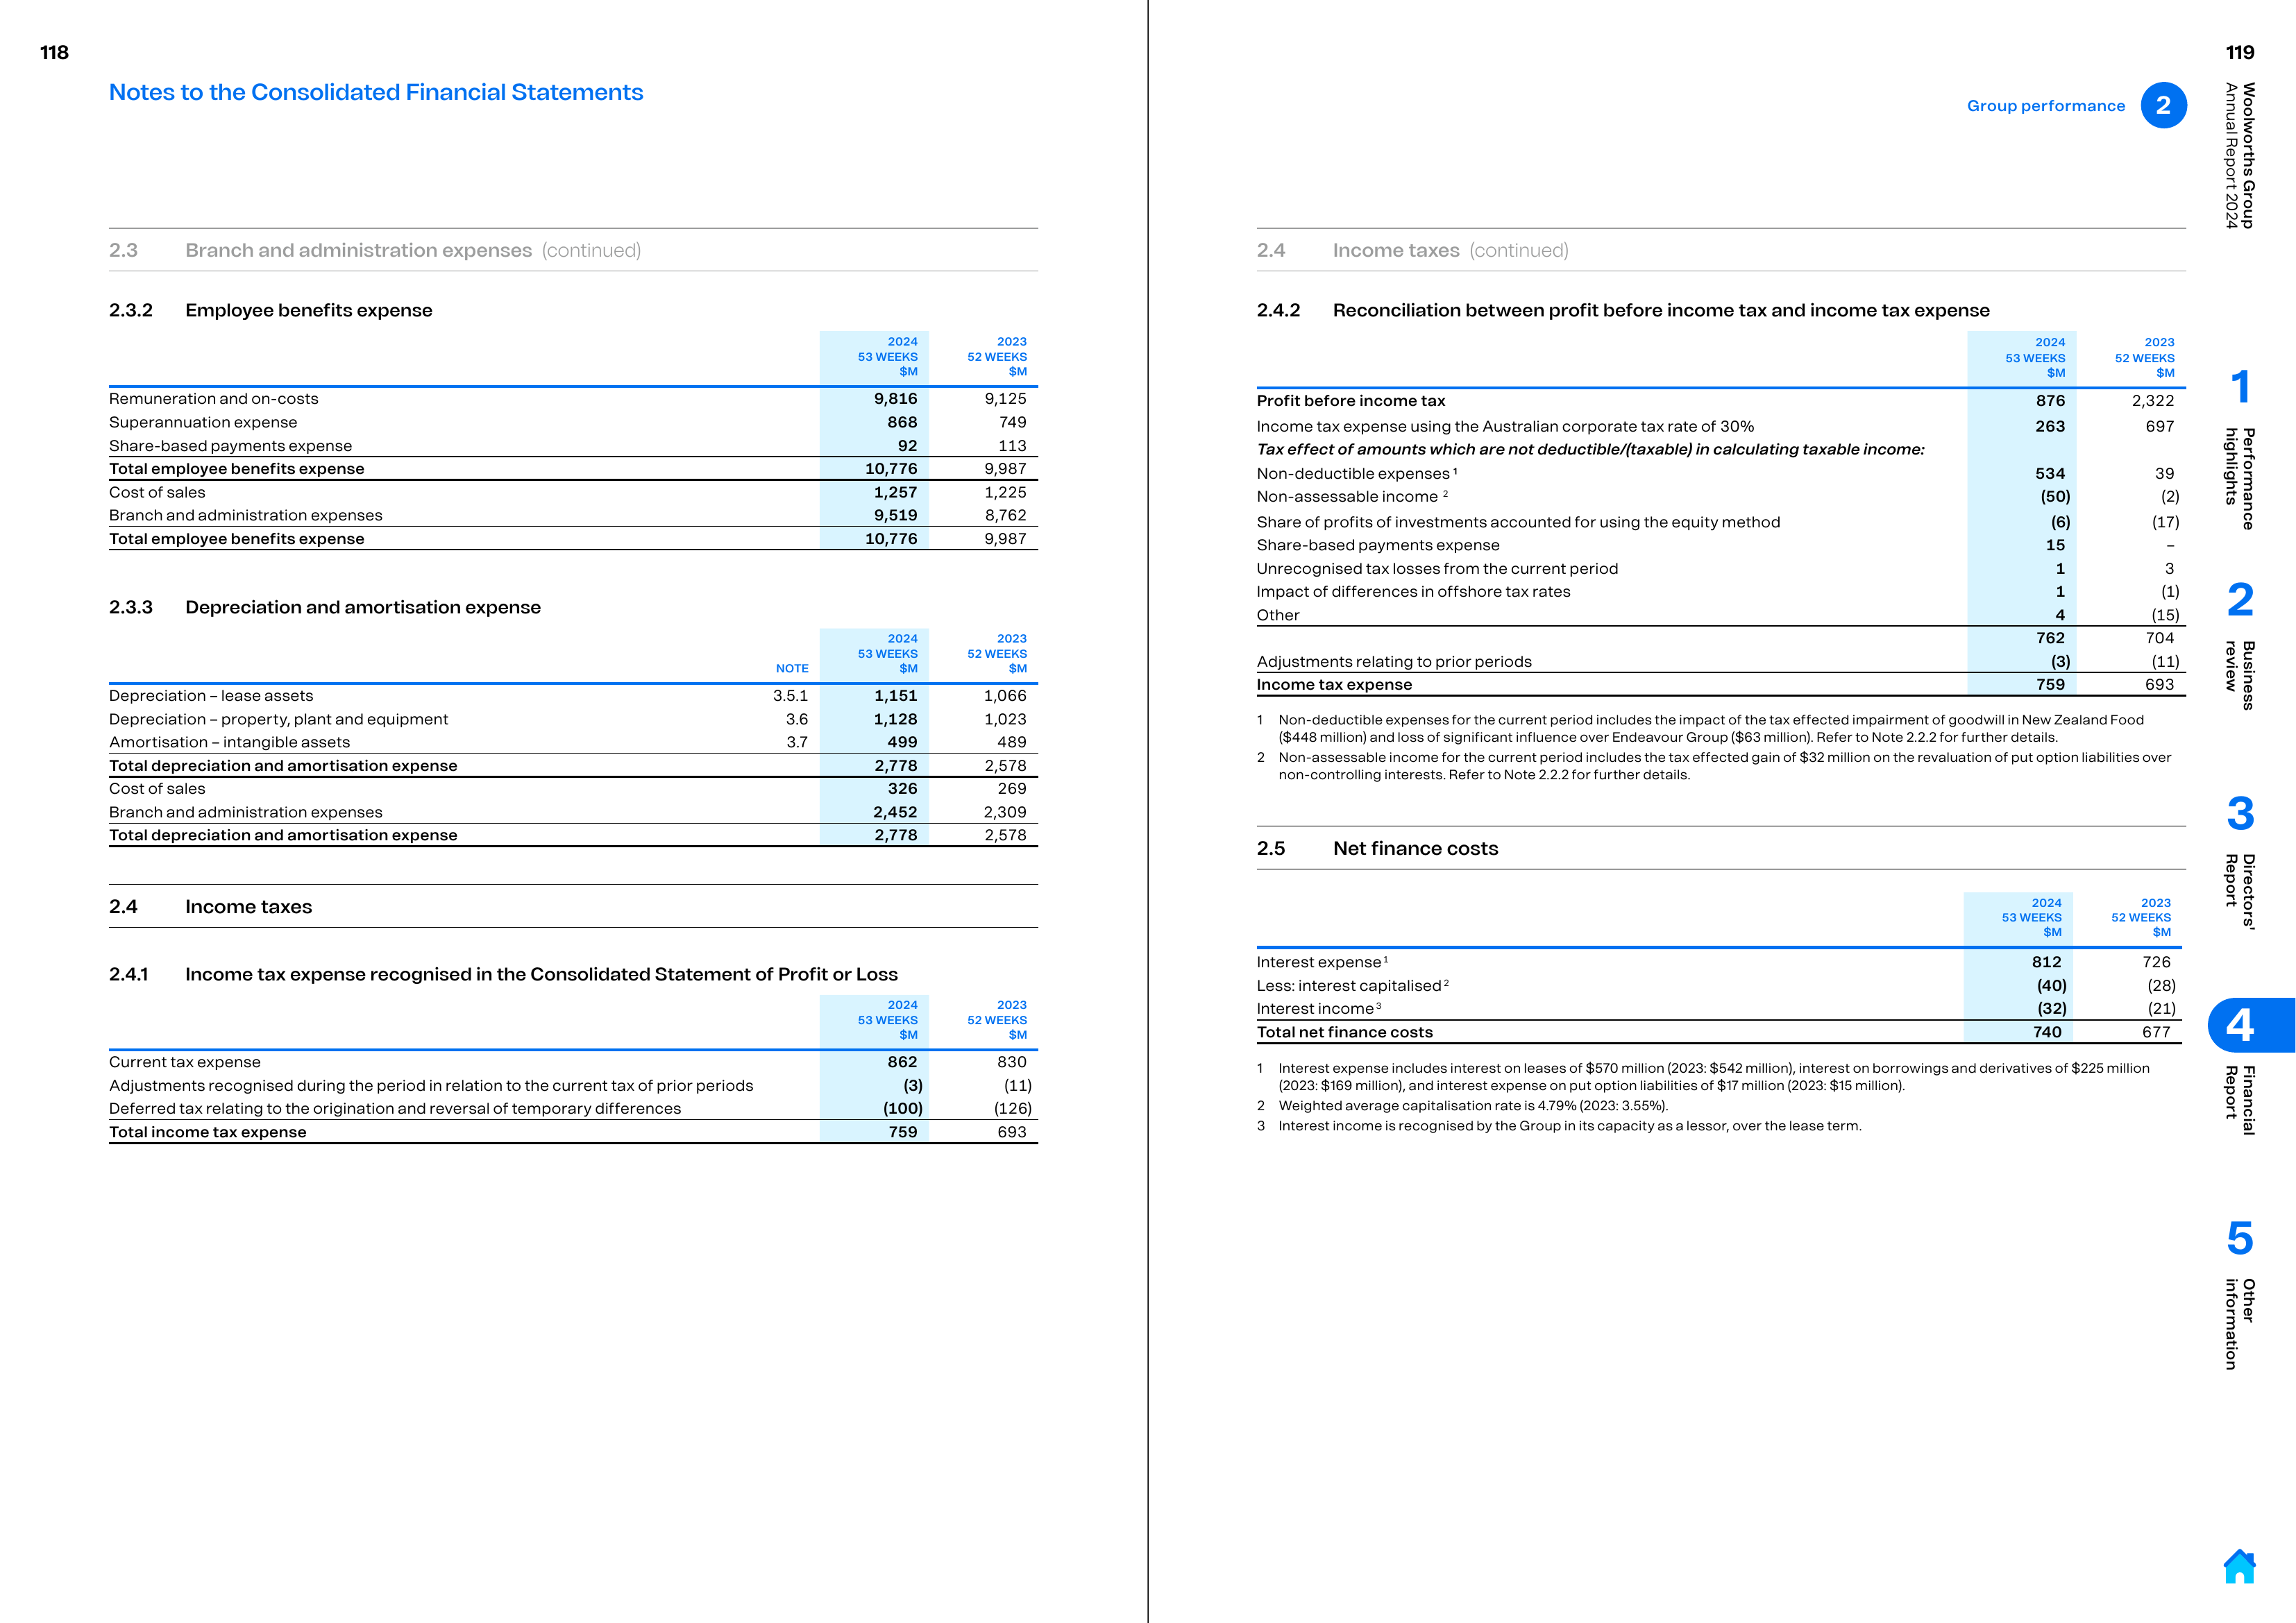 118
Notes to the Consolidated Financial Statements
2.3 Branch and administration expenses (continued)
2.3.2 Employee benefits expense
2024 2023
53 WEEKS 52 WEEKS
$M $M
Remuneration and on-costs 9,816 9,125
Superannuation expense 868 749
Share-based payments expense 92 113
Total employee benefits expense 10,776 9,987
Cost of sales 1,257 1,225
Branch and administration expenses 9,519 8,762
Total employee benefits expense 10,776 9,987
2.3.3 Depreciation and amortisation expense
2024 2023
53 WEEKS 52 WEEKS
NOTE $M $M
Depreciation – lease assets 3.5.1 1,151 1,066
Depreciation – property, plant and equipment 3.6 1,128 1,023
Amortisation – intangible assets 3.7 499 489
Total depreciation and amortisation expense 2,778 2,578
Cost of sales 326 269
Branch and administration expenses 2,452 2,309
Total depreciation and amortisation expense 2,778 2,578
2.4 Income taxes
2.4.1 Income tax expense recognised in the Consolidated Statement of Profit or Loss
2024 2023
53 WEEKS 52 WEEKS
$M $M
Current tax expense 862 830
Adjustments recognised during the period in relation to the current tax of prior periods (3) (11)
Deferred tax relating to the origination and reversal of temporary differences (100) (126)
Total income tax expense 759 693
Group performance 2
2.4 Income taxes (continued)
2.4.2 Reconciliation between profit before income tax and income tax expense
2024 2023
53 WEEKS 52 WEEKS
$M $M
Profit before income tax 876 2,322
Income tax expense using the Australian corporate tax rate of 30% 263 697
Tax effect of amounts which are not deductible/(taxable) in calculating taxable income:
Non-deductible expenses 1 534 39
Non-assessable income 2 (50) (2)
Share of profits of investments accounted for using the equity method (6) (17)
Share-based payments expense 15 –
Unrecognised tax losses from the current period 1 3
Impact of differences in offshore tax rates 1 (1)
Other 4 (15)
762 704
Adjustments relating to prior periods (3) (11)
Income tax expense 759 693
1 Non-deductible expenses for the current period includes the impact of the tax effected impairment of goodwill in New Zealand Food
($448 million) and loss of significant influence over Endeavour Group ($63 million). Refer to Note 2.2.2 for further details.
2 Non-assessable income for the current period includes the tax effected gain of $32 million on the revaluation of put option liabilities over
non-controlling interests. Refer to Note 2.2.2 for further details.
2.5 Net finance costs
2024 2023
53 WEEKS 52 WEEKS
$M $M
Interest expense 1 812 726
Less: interest capitalised 2 (40) (28)
Interest income 3 (32) (21)
Total net finance costs 740 677
1 Interest expense includes interest on leases of $570 million (2023: $542 million), interest on borrowings and derivatives of $225 million
(2023: $169 million), and interest expense on put option liabilities of $17 million (2023: $15 million).
2 Weighted average capitalisation rate is 4.79% (2023: 3.55%).
3 Interest income is recognised by the Group in its capacity as a lessor, over the lease term.
119
Woolworths Group
Annual Report 2024
1
Performance
highlights
2
Business
review
3
Directors'
Report
4
Financial
Report
5
Other
information